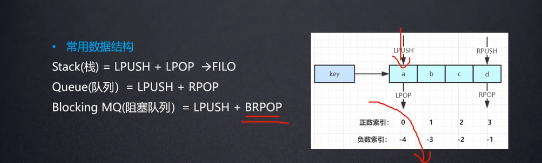 常用数据结构
Stack(栈) = LPUSH + LPOP →FILO
Queue(队列) = LPUSH + RPOP
Blocking MQ(阻塞队列) = LPUSH + BRPOP
LPUSH RPUSH
key a b c d
LPOP RPOP
正数索引: 0 1 2 3
负数索引: -4 -3 -2 -1